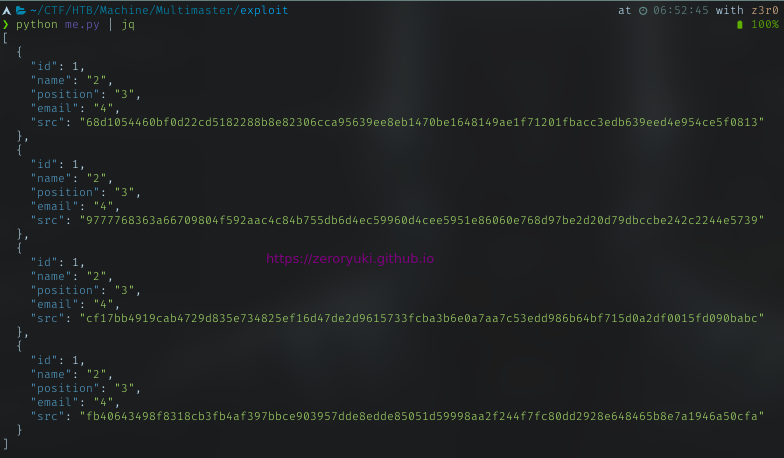 ~/CTF/HTB/Machine/Multimaster/exploit at 06:52:45 with z3r0
❯ python me.py | jq 100%
[
{
"id": 1,
"name": "2",
"position": "3",
"email": "4",
"src": "68d1054460bf0d22cd5182288b8e82306cca95639ee8eb1470be1648149ae1f71201fbacc3edb639eed4e954ce5f0813"
},
{
"id": 1,
"name": "2",
"position": "3",
"email": "4",
"src": "9777768363a66709804f592aac4c84b755db6d4ec59960d4cee5951e86060e768d97be2d20d79dbccbe242c2244e5739"
},
{
"id": 1,
"name": "2",
"position": "3",
"email": "4",
"src": "cf17bb4919cab4729d835e734825ef16d47de2d9615733fcba3b6e0a7aa7c53edd986b64bf715d0a2df0015fd090babc"
},
{
"id": 1,
"name": "2",
"position": "3",
"email": "4",
"src": "fb40643498f8318cb3fb4af397bbce903957dde8edde85051d59998aa2f244f7fc80dd2928e648465b8e7a1946a50cfa"
}
]
https://zeroryuki.github.io